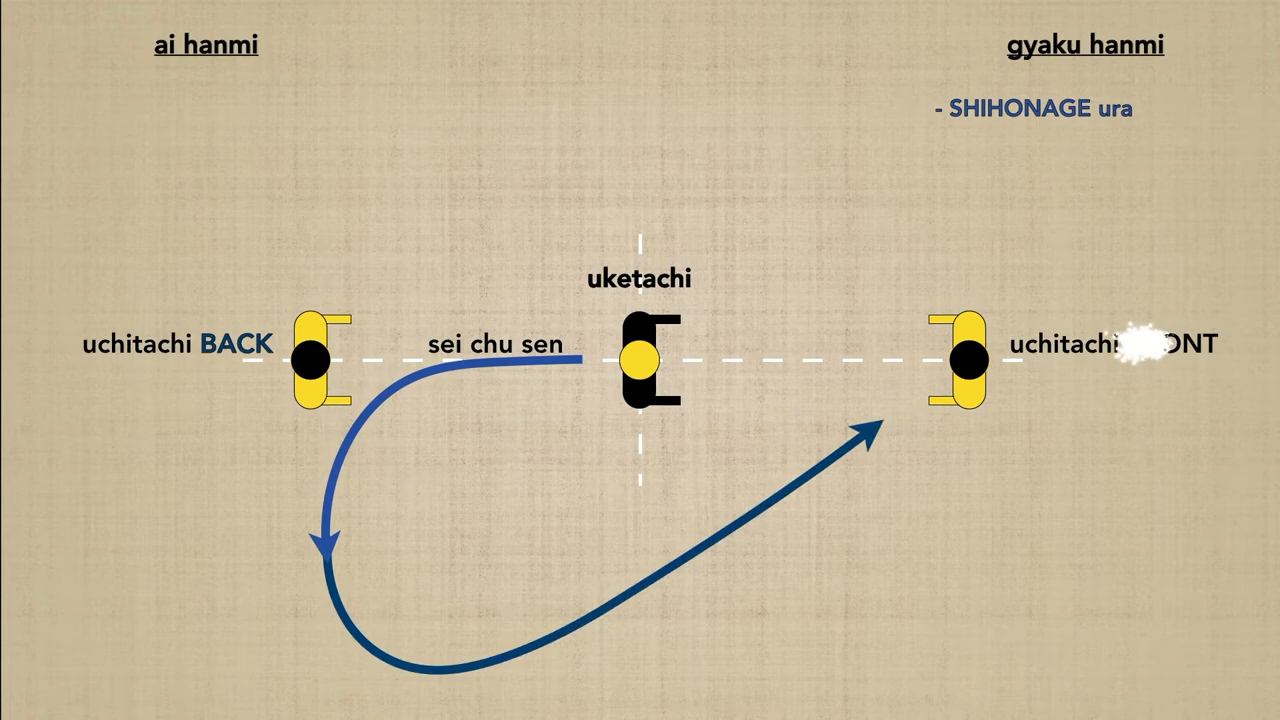 ai hanmi
gyaku hanmi
- SHIHONAGE ura
uketachi
uchitachi BACK
sei chu sen
uchitachi